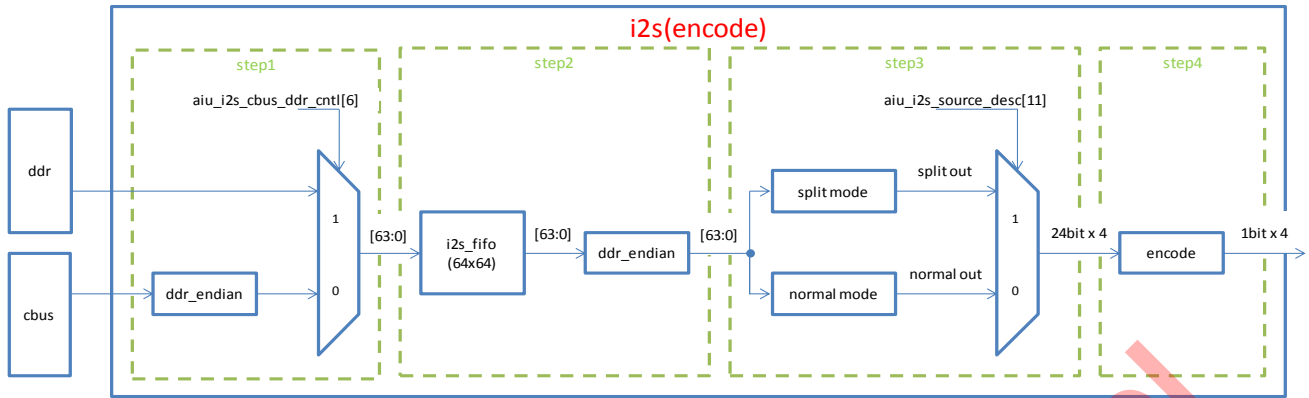 i2s(encode)
step1
step2
step3
step4
aiu_i2s_cbus_ddr_cntl[6]
aiu_i2s_source_desc[11]
ddr
cbus
ddr_endian
1
0
[63:0]
i2s_fifo
(64x64)
[63:0]
ddr_endian
[63:0]
split mode
split out
normal mode
normal out
1
0
24bit x 4
encode
1bit x 4